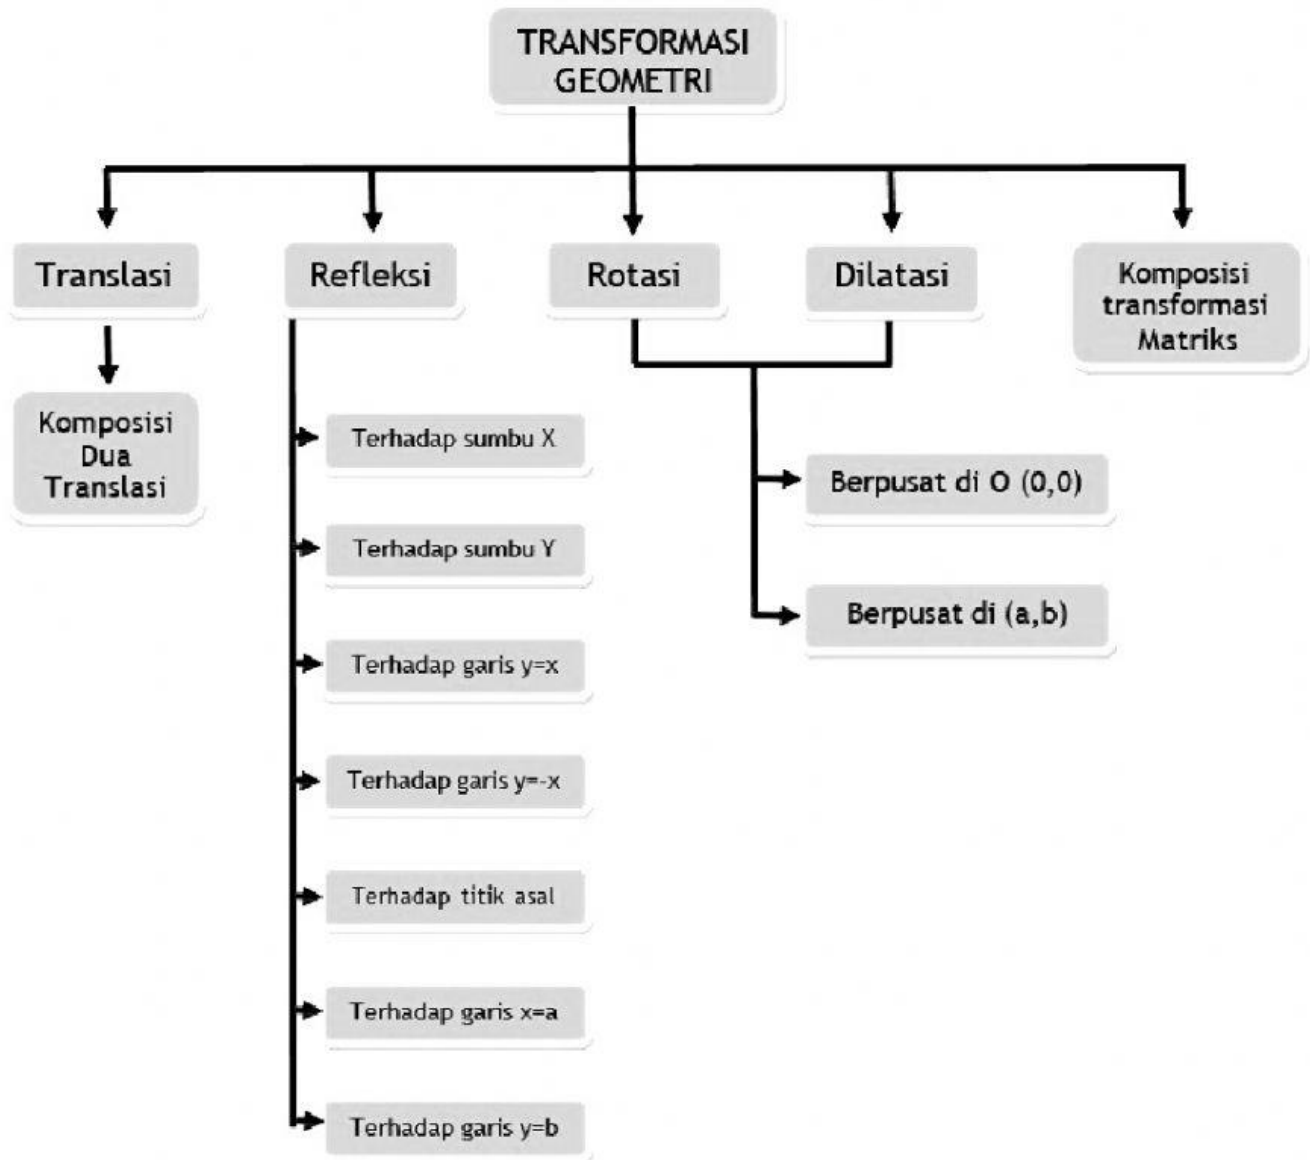 TRANSFORMASI
GEOMETRI
Translasi
Refleksi
Rotasi
Dilatasi
Komposisi
transformasi
Matriks
Komposisi
Dua
Translasi
Terhadap sumbu X
Terhadap sumbu Y
Terhadap garis y=x
Terhadap garis y=-x
Terhadap titik asal
Terhadap garis x=a
Terhadap garis y=b
Berpusat di O (0,0)
Berpusat di (a,b)